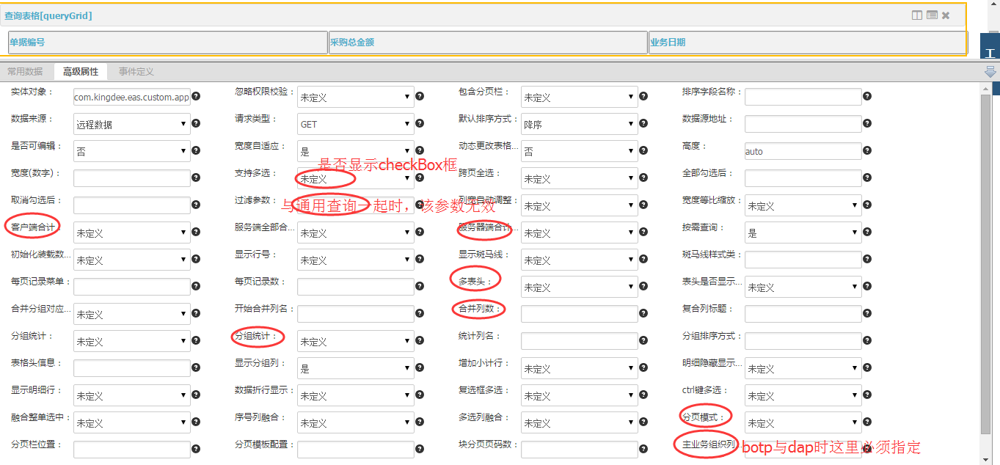 查询表格[queryGrid]
单据编号 采购总金额 业务日期
工
常用数据 高级属性 事件定义
实体对象： com.kingdee.eas.custom.app 忽略权限校验： 未定义 包含分页栏： 未定义 排序字段名称：
数据来源： 远程数据 请求类型： GET 默认排序方式： 降序 数据源地址：
是否可编辑： 否 宽度自适应： 是 动态更改表格... 否 高度： auto
是否显示checkBox框
宽度(数字)： 支持多选： 未定义 跨页全选： 未定义 全部勾选后：
取消勾选后： 过滤参数： 列宽自动调整： 未定义 宽度等比缩放： 未定义
与通用查询一起时，该参数无效
客户端合计： 未定义 服务端全部合... 未定义 服务器端合计... 未定义 按需查询： 是
初始化装载数... 未定义 显示行号： 未定义 显示斑马线： 未定义 斑马线样式类：
每页记录菜单： 每页记录数： 多表头： 未定义 表头是否显示... 未定义
合并分组对应... 未定义 开始合并列名： 合并列数： 复合列标题：
分组统计： 未定义 分组统计： 未定义 统计列名： 分组排序方式：
表格头信息： 显示分组列： 是 增加小计行： 未定义 明细隐藏显示... 未定义
显示明细行： 未定义 数据折行显示： 未定义 复选框多选： 未定义 ctrl键多选： 未定义
融合整单选中： 未定义 序号列融合： 未定义 多选列融合： 未定义 分页模式： 未定义
分页栏位置： 分页模板配置： 块分页页码数： 主业务组织列
botp与dap时这里必须指定